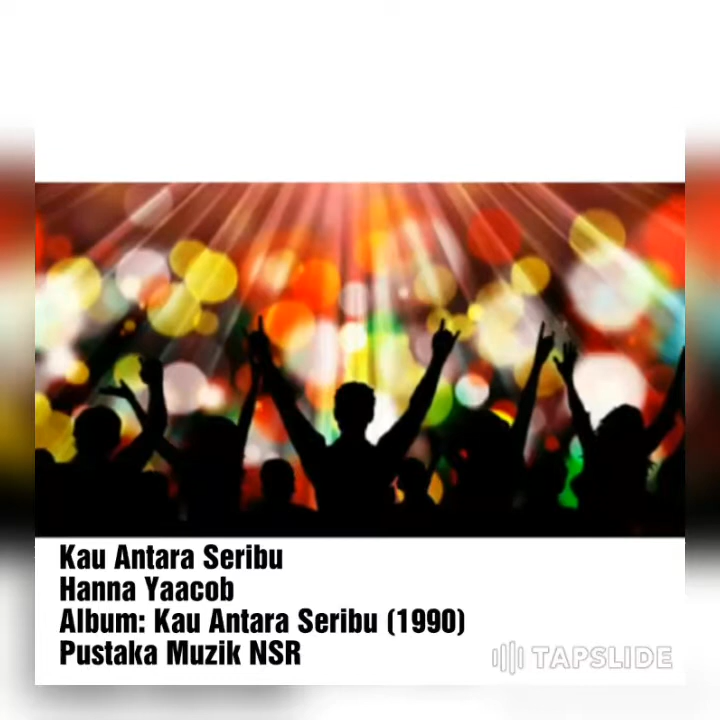 Kau Antara Seribu
Hanna Yaacob
Album: Kau Antara Seribu (1990)
Pustaka Muzik NSR
TAPSLIDE